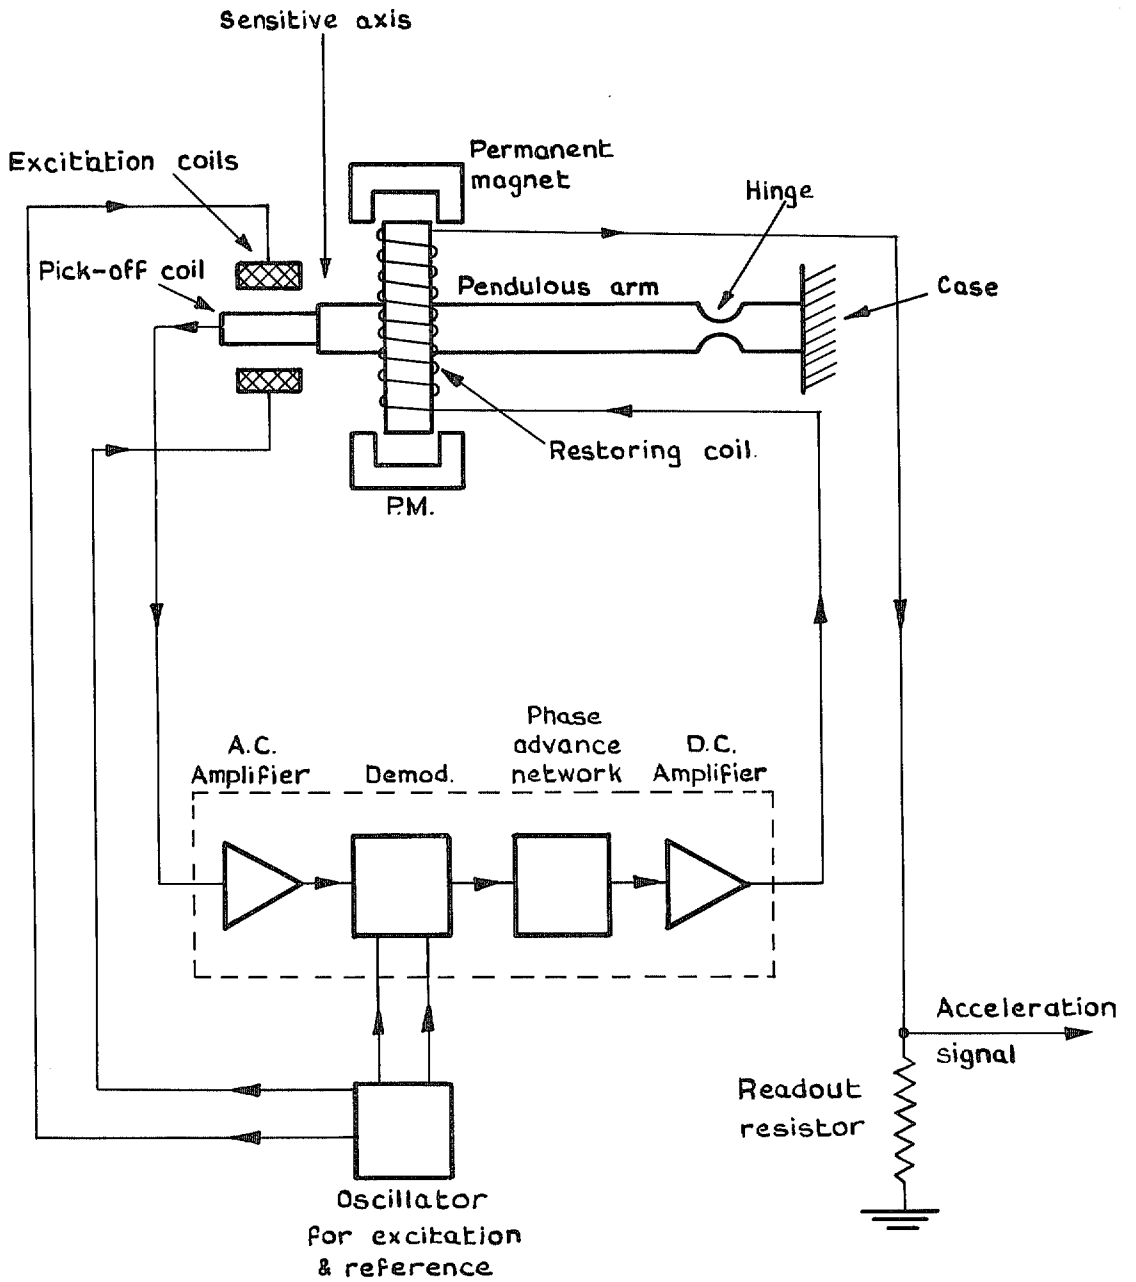 Sensitive axis
Permanent
magnet
Excitation coils
Hinge
Pick-off coil
Pendulous arm
Case
Restoring coil.
P.M.
Phase
advance
network
A.C.
Amplifier
Demod.
D.C.
Amplifier
Acceleration
signal
Readout
resistor
Oscillator
for excitation
& reference